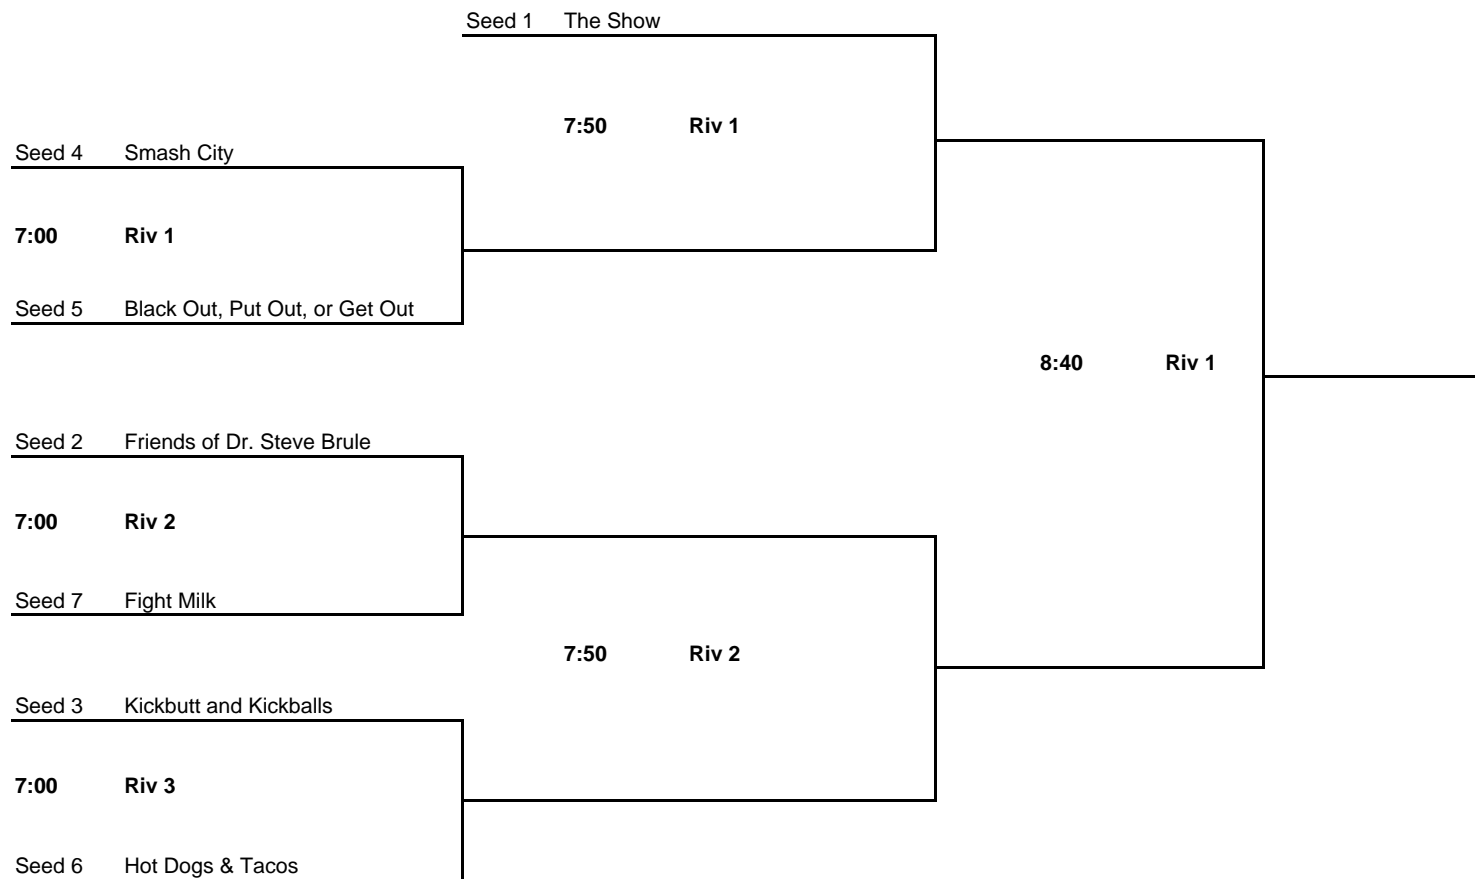 Seed 1 The Show
7:50 Riv 1
Seed 4 Smash City
7:00 Riv 1
Seed 5 Black Out, Put Out, or Get Out
8:40 Riv 1
Seed 2 Friends of Dr. Steve Brule
7:00 Riv 2
Seed 7 Fight Milk
7:50 Riv 2
Seed 3 Kickbutt and Kickballs
7:00 Riv 3
Seed 6 Hot Dogs & Tacos